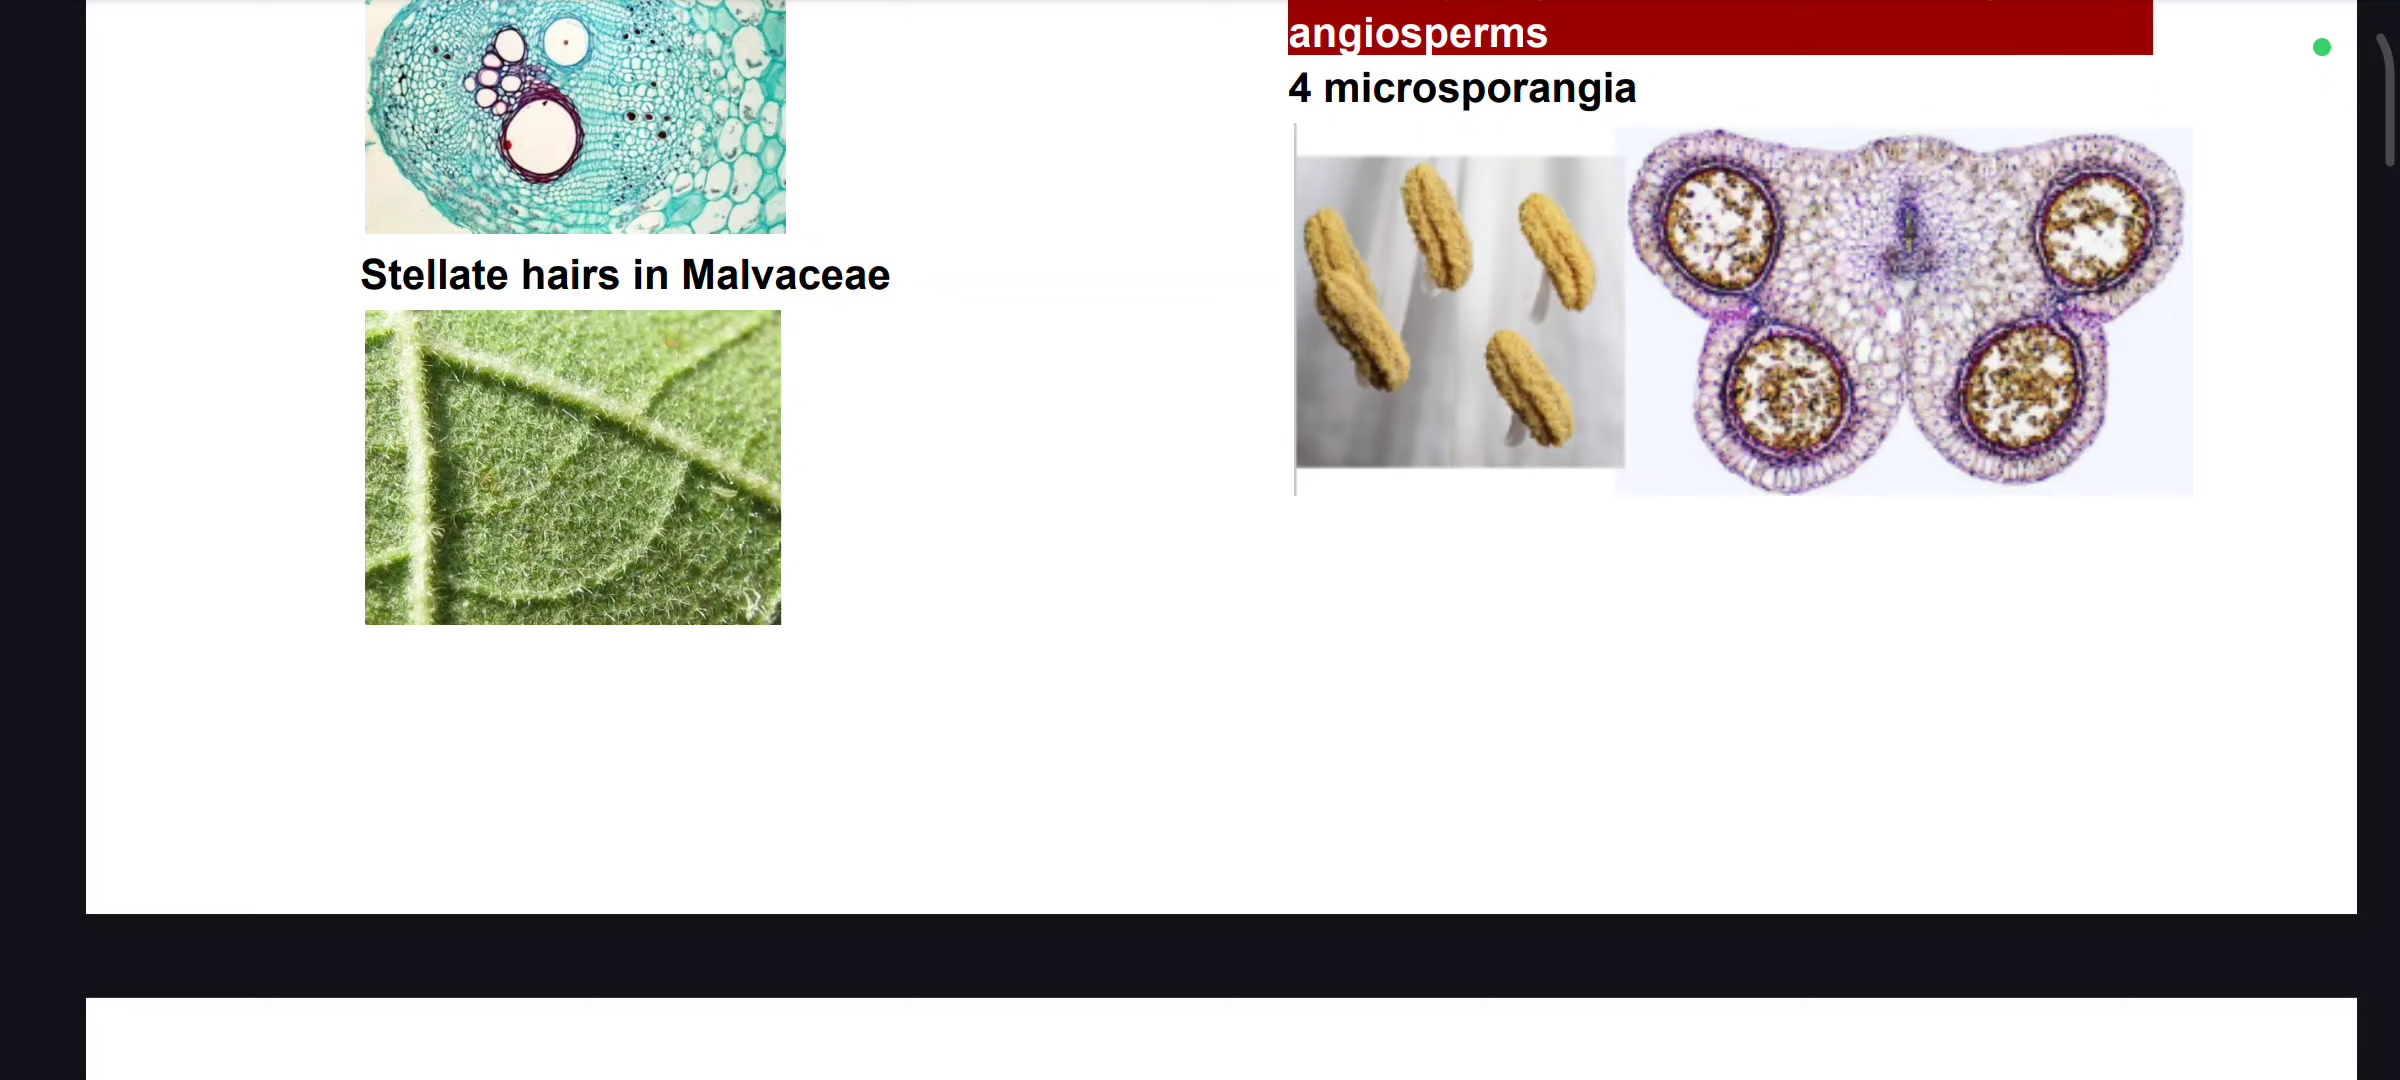 Stellate hairs in Malvaceae
angiosperms
4 microsporangia